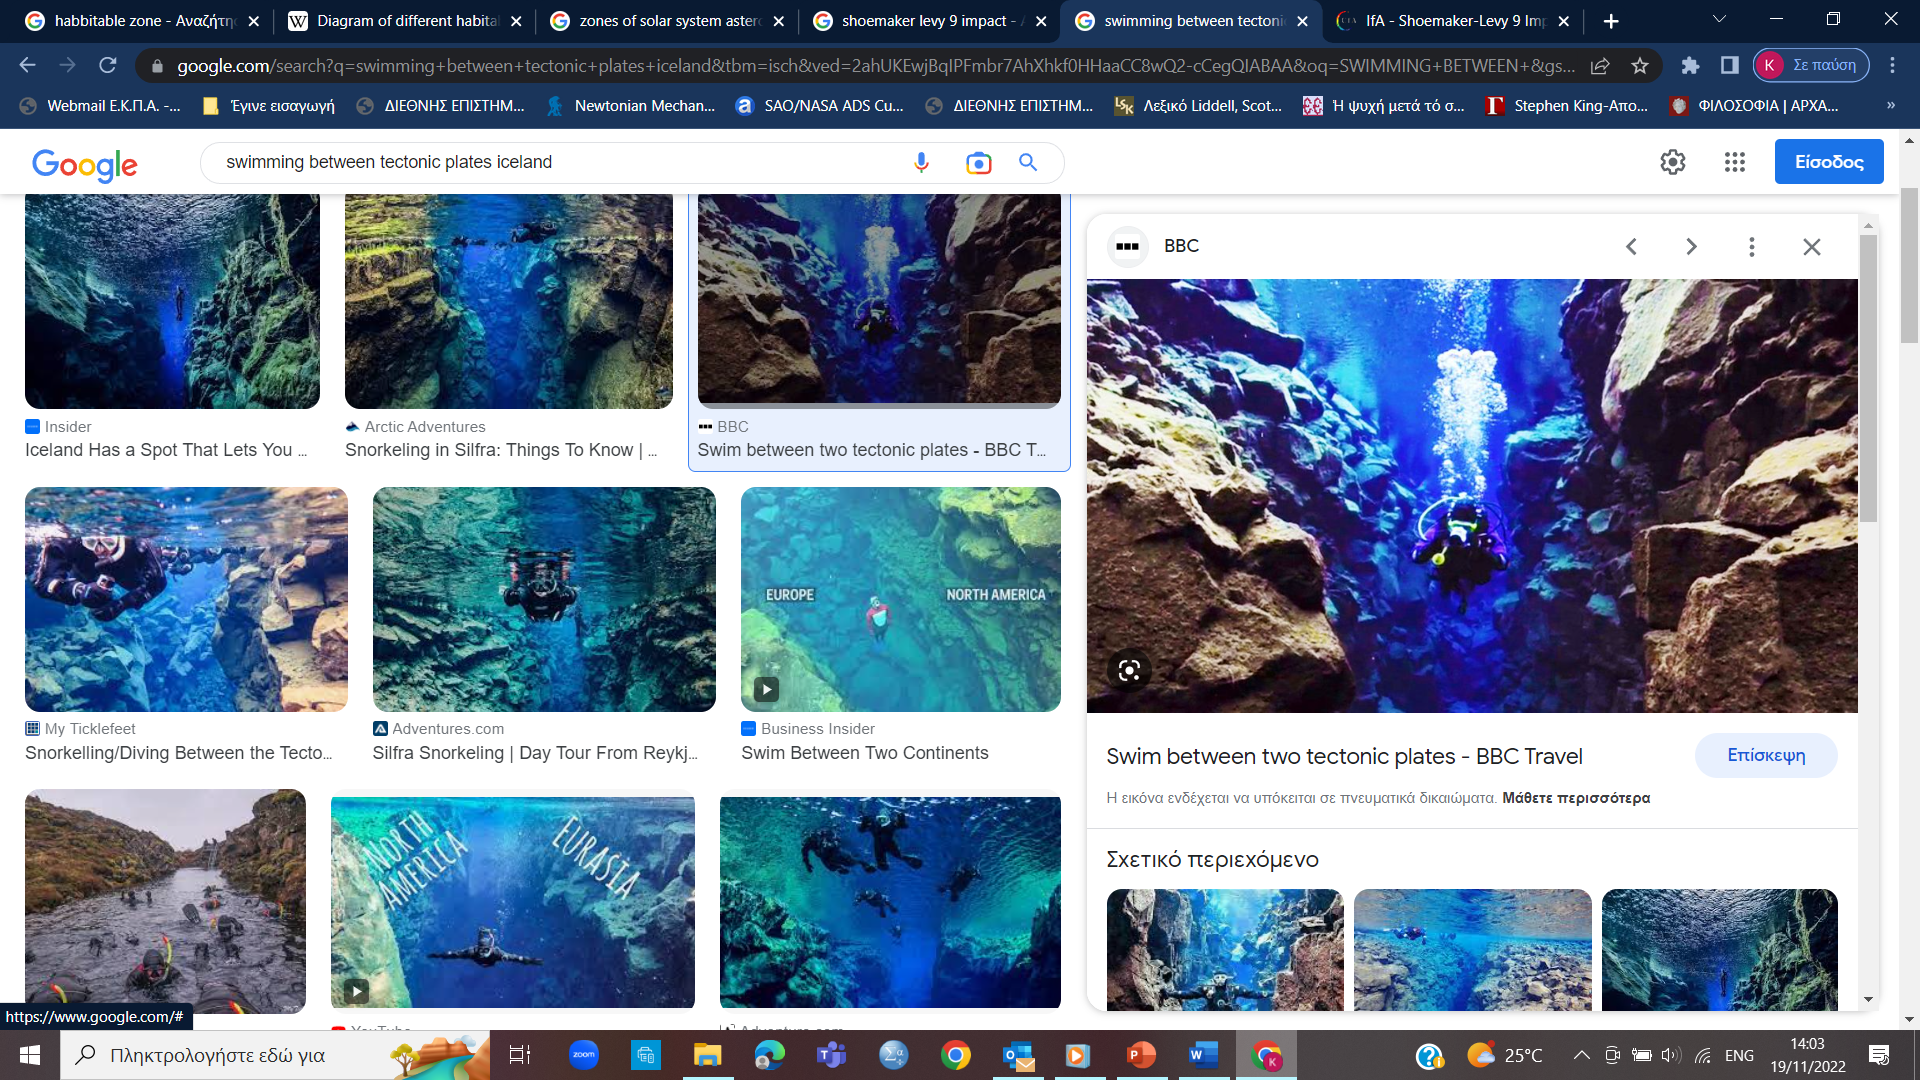 habbitable zone - Αναζήτησ
Diagram of different habita
zones of solar system aster
shoemaker levy 9 impact - 
swimming between tectonic
IfA - Shoemaker-Levy 9 Imp
google.com/search?q=swimming+between+tectonic+plates+iceland&tbm=isch&ved=2ahUKEwjBqIPFmbr7AhXhkf0HHaaCC8wQ2-cCegQIABAA&oq=SWIMMING+BETWEEN+&gs...
K Σε παύση
Webmail Ε.Κ.Π.Α. -...
Έγινε εισαγωγή
ΔΙΕΘΝΗΣ ΕΠΙΣΤΗΜ...
Newtonian Mechan...
SAO/NASA ADS Cu...
ΔΙΕΘΝΗΣ ΕΠΙΣΤΗΜ...
Λεξικό Liddell, Scot...
Ἡ ψυχή μετά τό σ...
Stephen King-Απο...
ΦΙΛΟΣΟΦΙΑ | ΑΡΧΑ...
Google
swimming between tectonic plates iceland
Είσοδος
Insider
Iceland Has a Spot That Lets You ...
Arctic Adventures
Snorkeling in Silfra: Things To Know | ...
BBC
Swim between two tectonic plates - BBC T...
EUROPE
NORTH AMERICA
My Ticklefeet
Snorkelling/Diving Between the Tecto...
Adventures.com
Silfra Snorkeling | Day Tour From Reykj...
Business Insider
Swim Between Two Continents
NORTH
AMERICA
EURASIA
YouTube
Adventure.com
BBC
Swim between two tectonic plates - BBC Travel
Επίσκεψη
Η εικόνα ενδέχεται να υπόκειται σε πνευματικά δικαιώματα. Μάθετε περισσότερα
Σχετικό περιεχόμενο
https://www.google.com/#
Πληκτρολογήστε εδώ για
zoom
25°C
ENG
14:03
19/11/2022